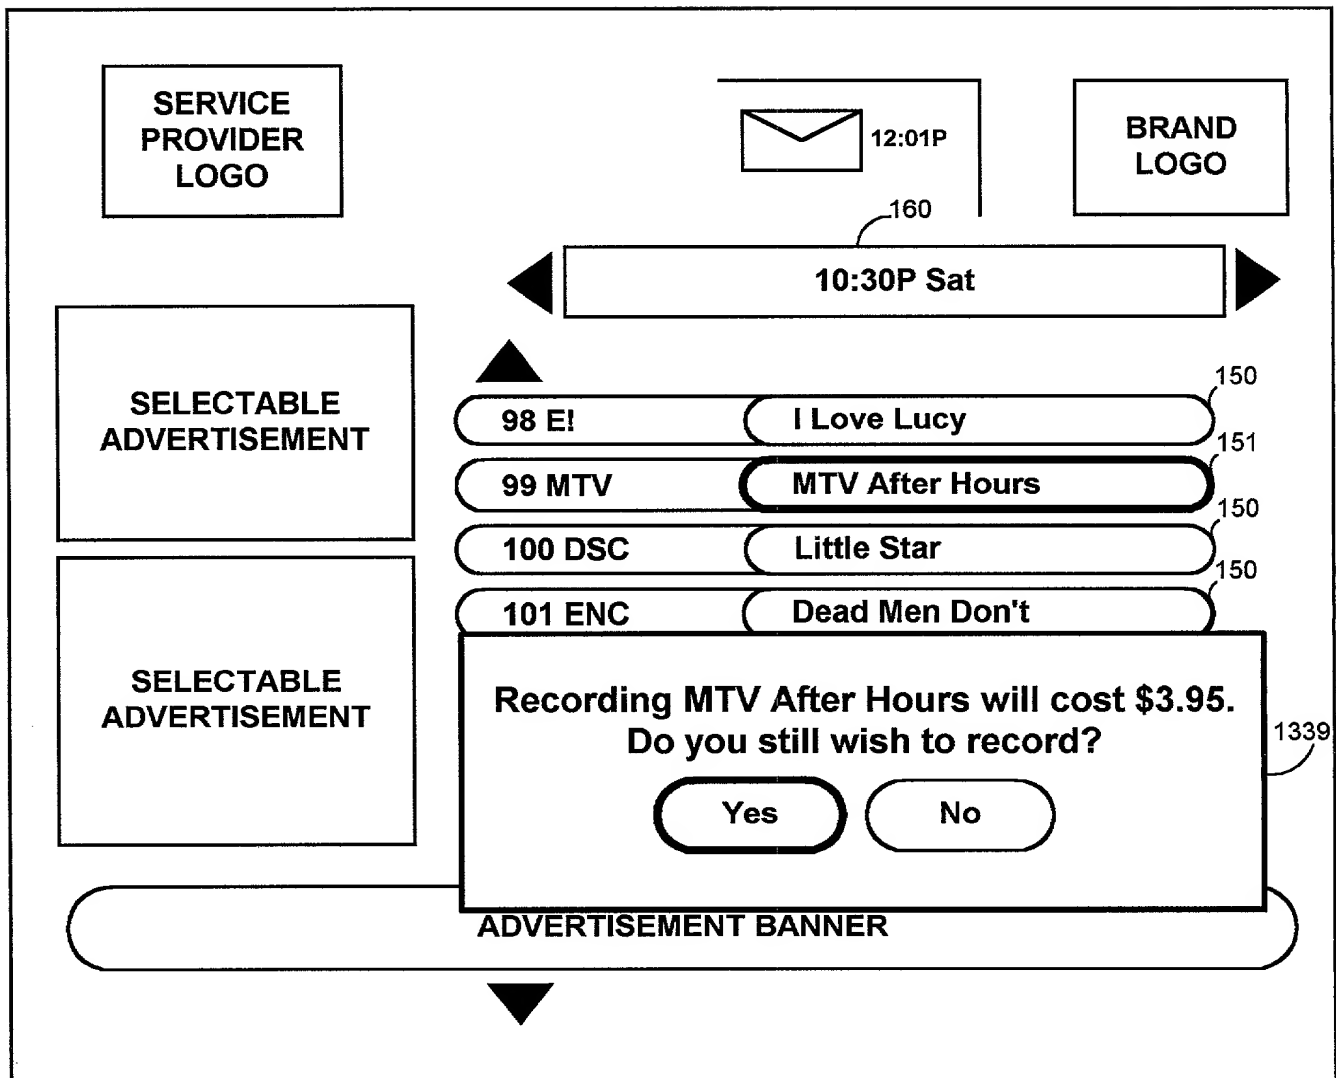 SERVICE
PROVIDER
LOGO
12:01P
BRAND
LOGO
160
10:30P Sat
SELECTABLE
ADVERTISEMENT
150
98 E! I Love Lucy
151
99 MTV MTV After Hours
150
100 DSC Little Star
150
101 ENC Dead Men Don't
SELECTABLE
ADVERTISEMENT
Recording MTV After Hours will cost $3.95.
Do you still wish to record?
1339
Yes No
ADVERTISEMENT BANNER